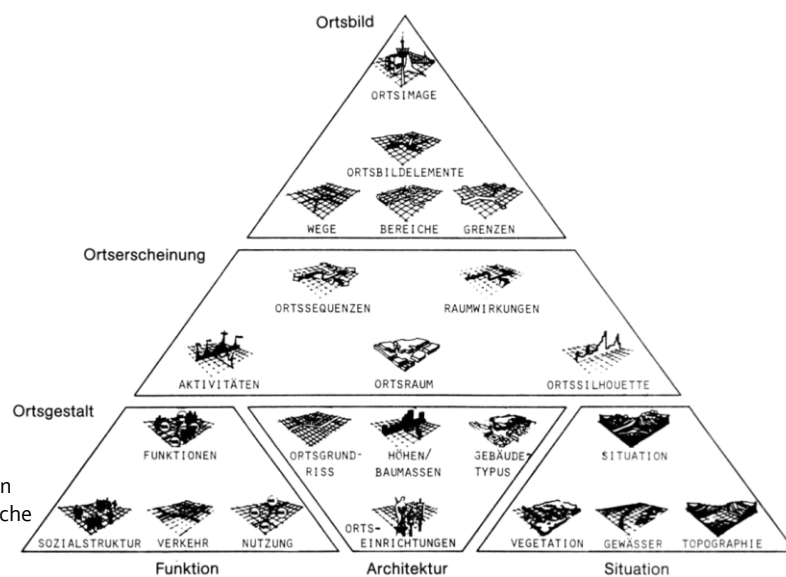 Ortsbild
ORTSIMAGE
ORTSBILDELEMENTE
WEGE BEREICHE GRENZEN
Ortserscheinung
ORTSSEQUENZEN RAUMWIRKUNGEN
AKTIVITÄTEN ORTSRAUM ORTSSILHOUETTE
Ortsgestalt
FUNKTIONEN
SOZIALSTRUKTUR VERKEHR NUTZUNG
ORTSGRUND-
RISS
HÖHEN/
BAUMASSEN
GEBÄUDE-
TYPUS
ORTS-
EINRICHTUNGEN
SITUATION
VEGETATION GEWÄSSER TOPOGRAPHIE
n
che
Funktion Architektur Situation